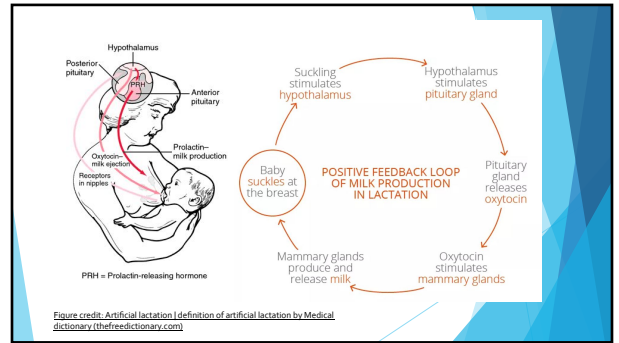 Hypothalamus
Posterior
pituitary
PRH
Anterior
pituitary
Prolactin–
milk production
Oxytocin–
milk ejection
Receptors
in nipples
PRH = Prolactin-releasing hormone
Suckling
stimulates
hypothalamus
Hypothalamus
stimulates
pituitary gland
Pituitary
gland
releases
oxytocin
Oxytocin
stimulates
mammary glands
Mammary glands
produce and
release milk
Baby
suckles at
the breast
POSITIVE FEEDBACK LOOP
OF MILK PRODUCTION
IN LACTATION
Figure credit: Artificial lactation | definition of artificial lactation by Medical
dictionary (thefreedictionary.com)